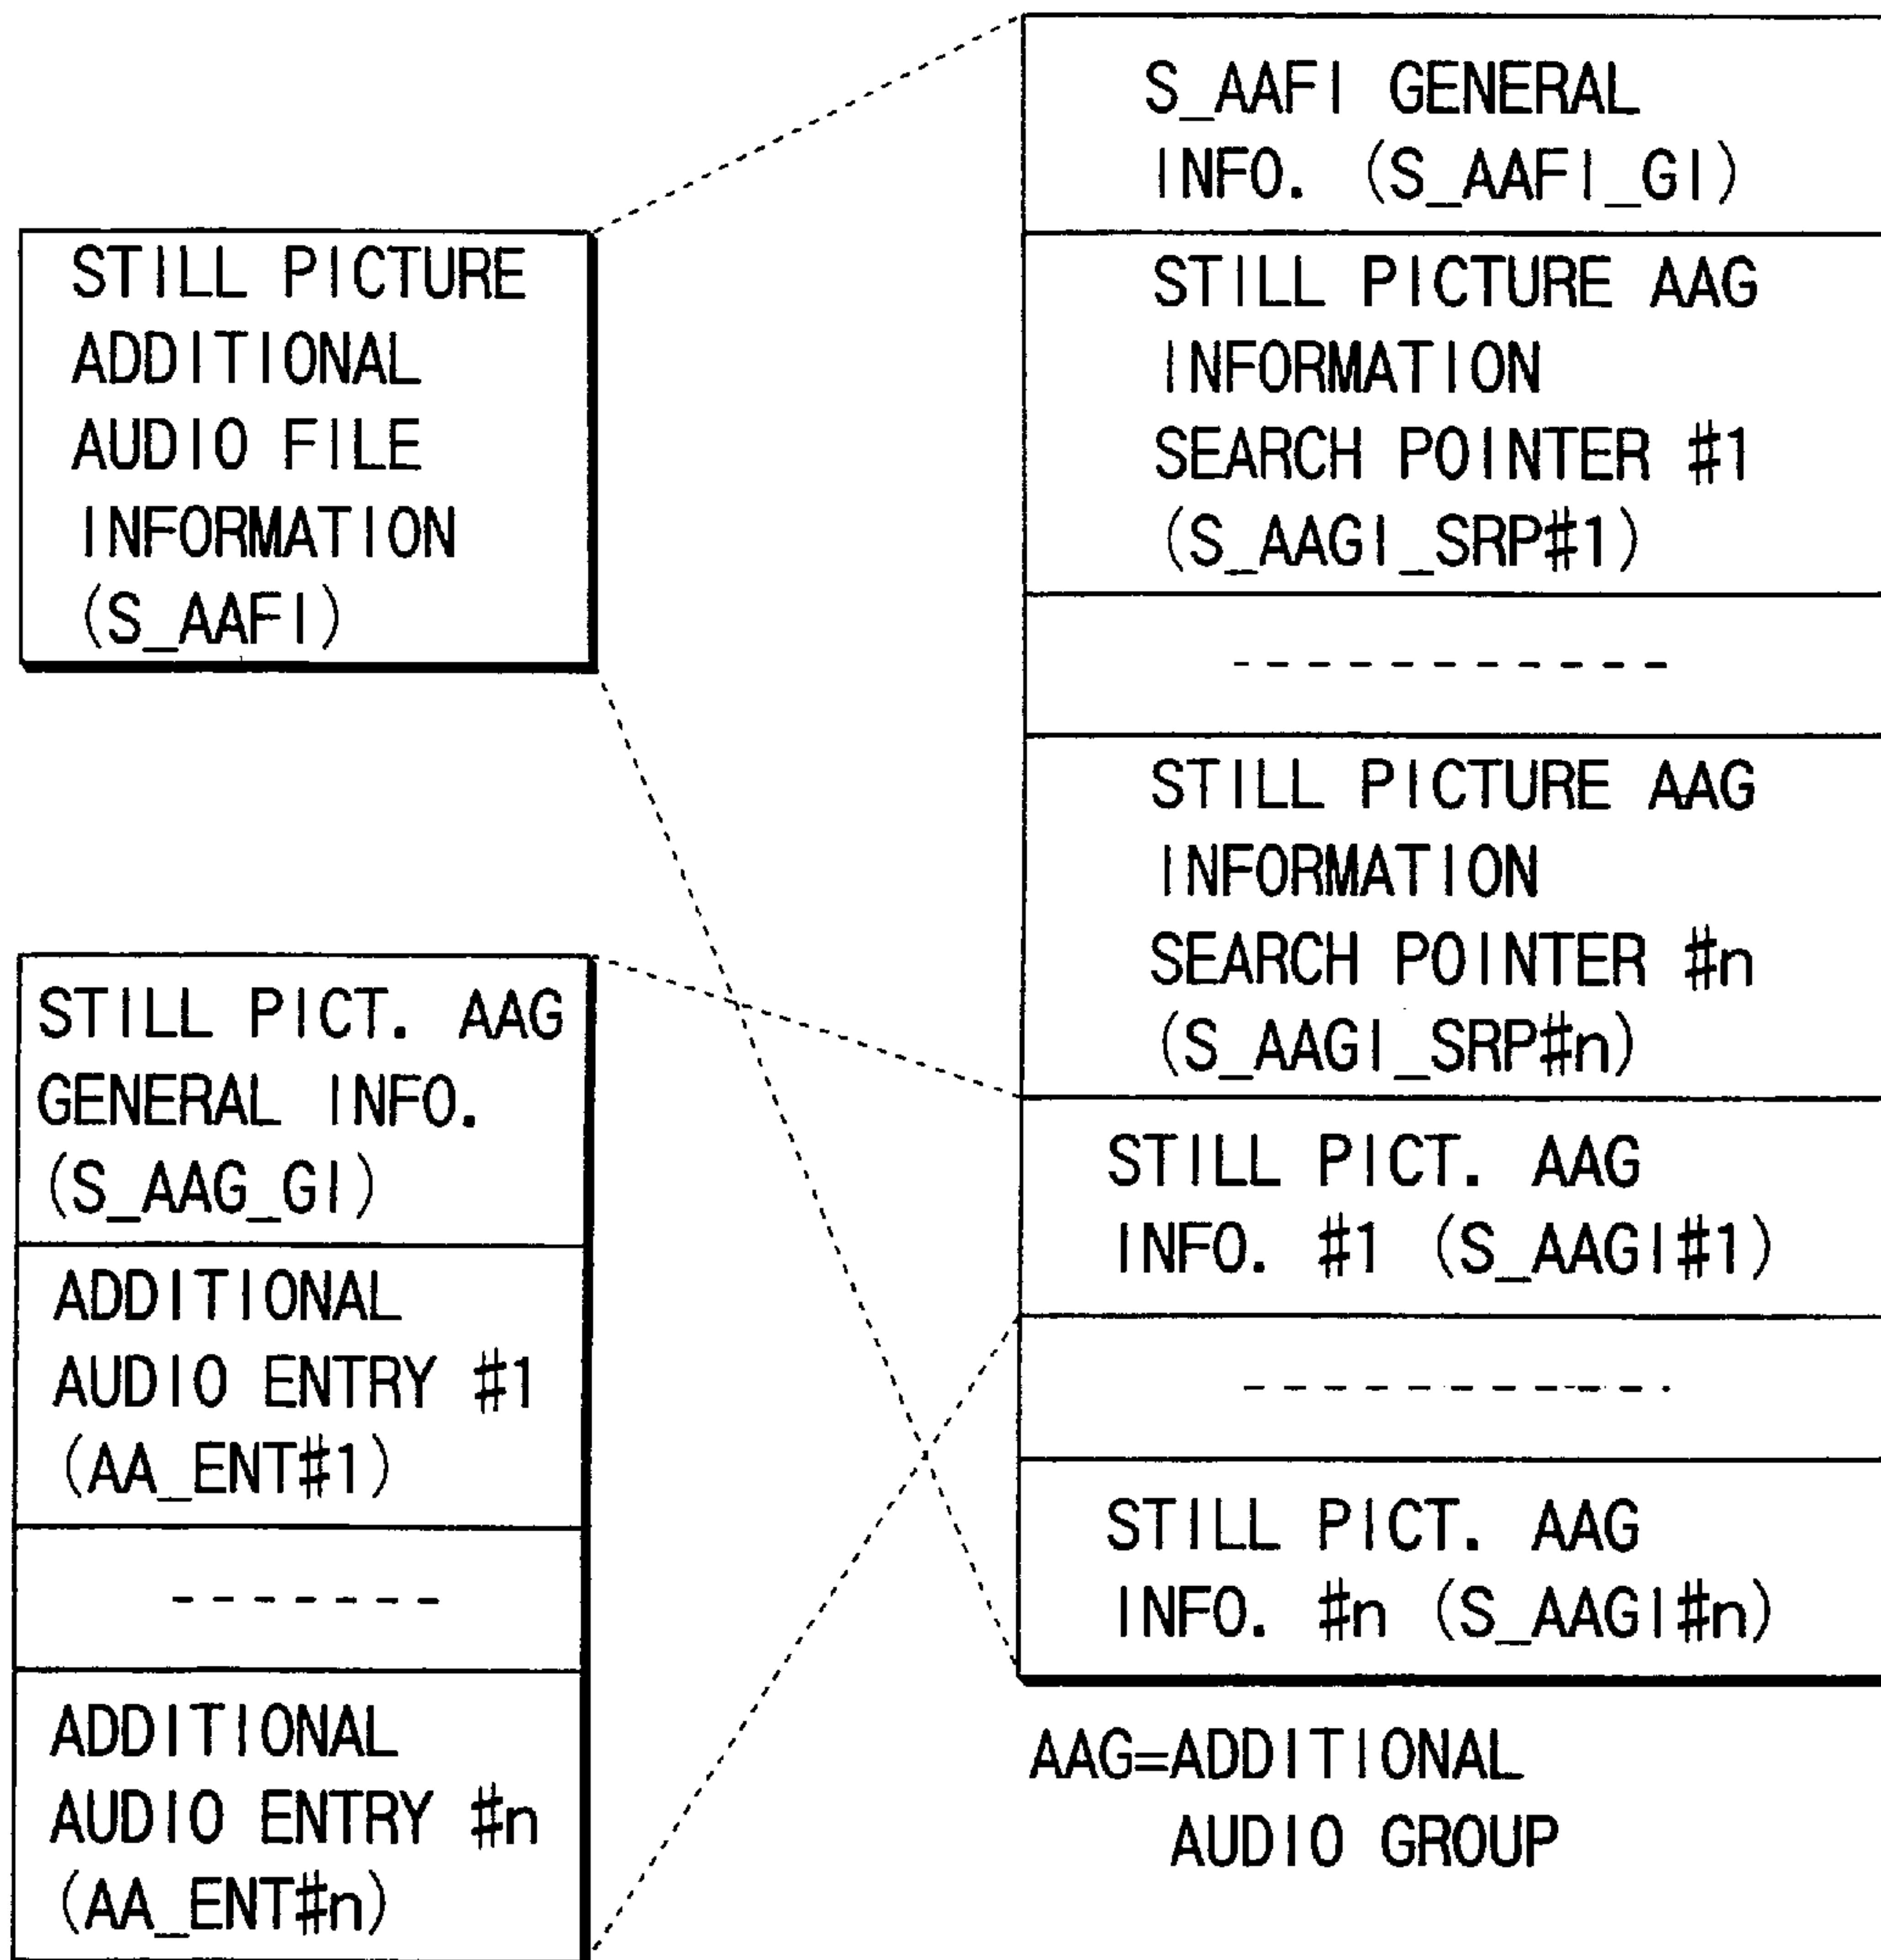 STILL PICTURE
ADDITIONAL
AUDIO FILE
INFORMATION
(S_AAFI)
S_AAFI GENERAL
INFO. (S_AAFI_GI)
STILL PICTURE AAG
INFORMATION
SEARCH POINTER #1
(S_AAGI_SRP#1)
STILL PICTURE AAG
INFORMATION
SEARCH POINTER #n
(S_AAGI_SRP#n)
STILL PICT. AAG
INFO. #1 (S_AAGI#1)
STILL PICT. AAG
INFO. #n (S_AAGI#n)
STILL PICT. AAG
GENERAL INFO.
(S_AAG_GI)
ADDITIONAL
AUDIO ENTRY #1
(AA_ENT#1)
ADDITIONAL
AUDIO ENTRY #n
(AA_ENT#n)
AAG=ADDITIONAL
AUDIO GROUP